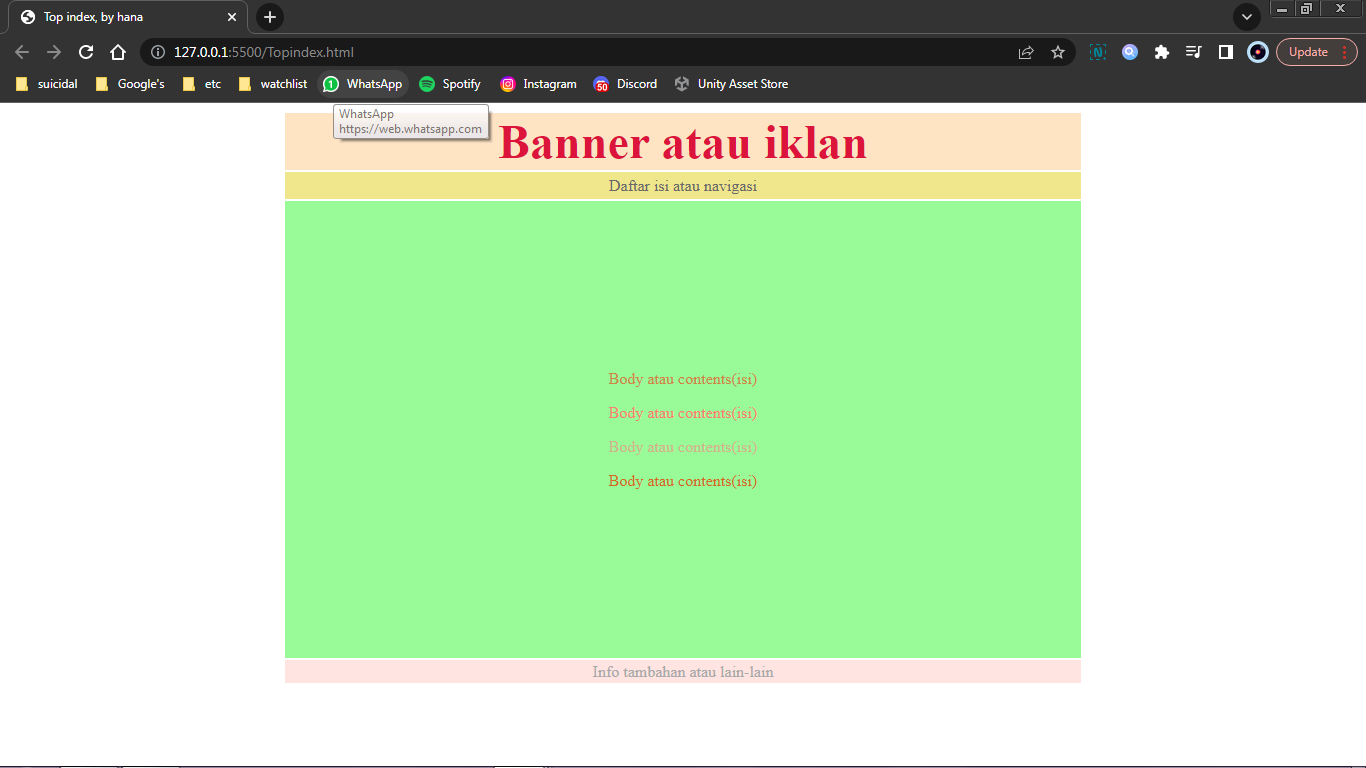 Top index, by hana
127.0.0.1:5500/Topindex.html
Update
suicidal
Google's
etc
watchlist
1
WhatsApp
Spotify
Instagram
50
Discord
Unity Asset Store
WhatsApp
https://web.whatsapp.com
Banner atau iklan
Daftar isi atau navigasi
Body atau contents(isi)
Body atau contents(isi)
Body atau contents(isi)
Body atau contents(isi)
Info tambahan atau lain-lain